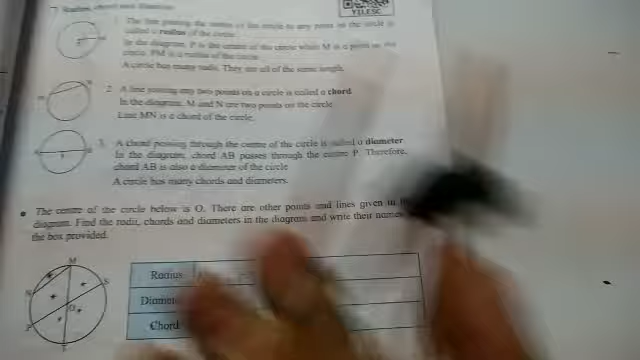 Radius, chord and diameter
1. The line joining the centre of the circle to any point on the circle is
called a radius of the circle.
In the diagram, P is the centre of the circle while M is a point on the
circle. PM is a radius of the circle.
A circle has many radii. They are all of the same length.
2. A line joining any two points on a circle is called a chord.
In the diagram, M and N are two points on the circle.
Line MN is a chord of the circle.
3. A chord passing through the centre of the circle is called a diameter.
In the diagram, chord AB passes through the centre P. Therefore,
chord AB is also a diameter of the circle.
A circle has many chords and diameters.
• The centre of the circle below is O. There are other points and lines given in
diagram. Find the radii, chords and diameters in the diagram and write their names
the box provided.
M
S
O
P
Radius
Chord